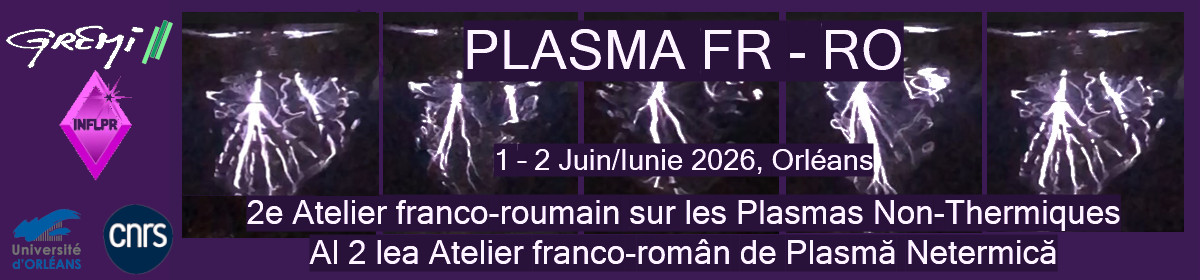 GREMI
PLASMA FR - RO
INFLPR
1 - 2 Juin/Iunie 2026, Orléans
2e Atelier franco-roumain sur les Plasmas Non-Thermiques
Al 2 lea Atelier franco-român de Plasmă Netermică
Université
d'ORLÉANS
cnrs